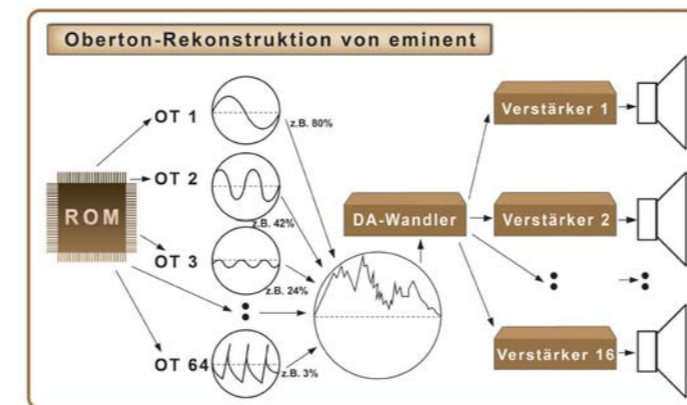 Oberton-Rekonstruktion von eminent
OT 1
z.B. 80%
Verstärker 1
ROM
OT 2
z.B. 42%
DA-Wandler
Verstärker 2
OT 3
z.B. 24%
OT 64
z.B. 3%
Verstärker 16